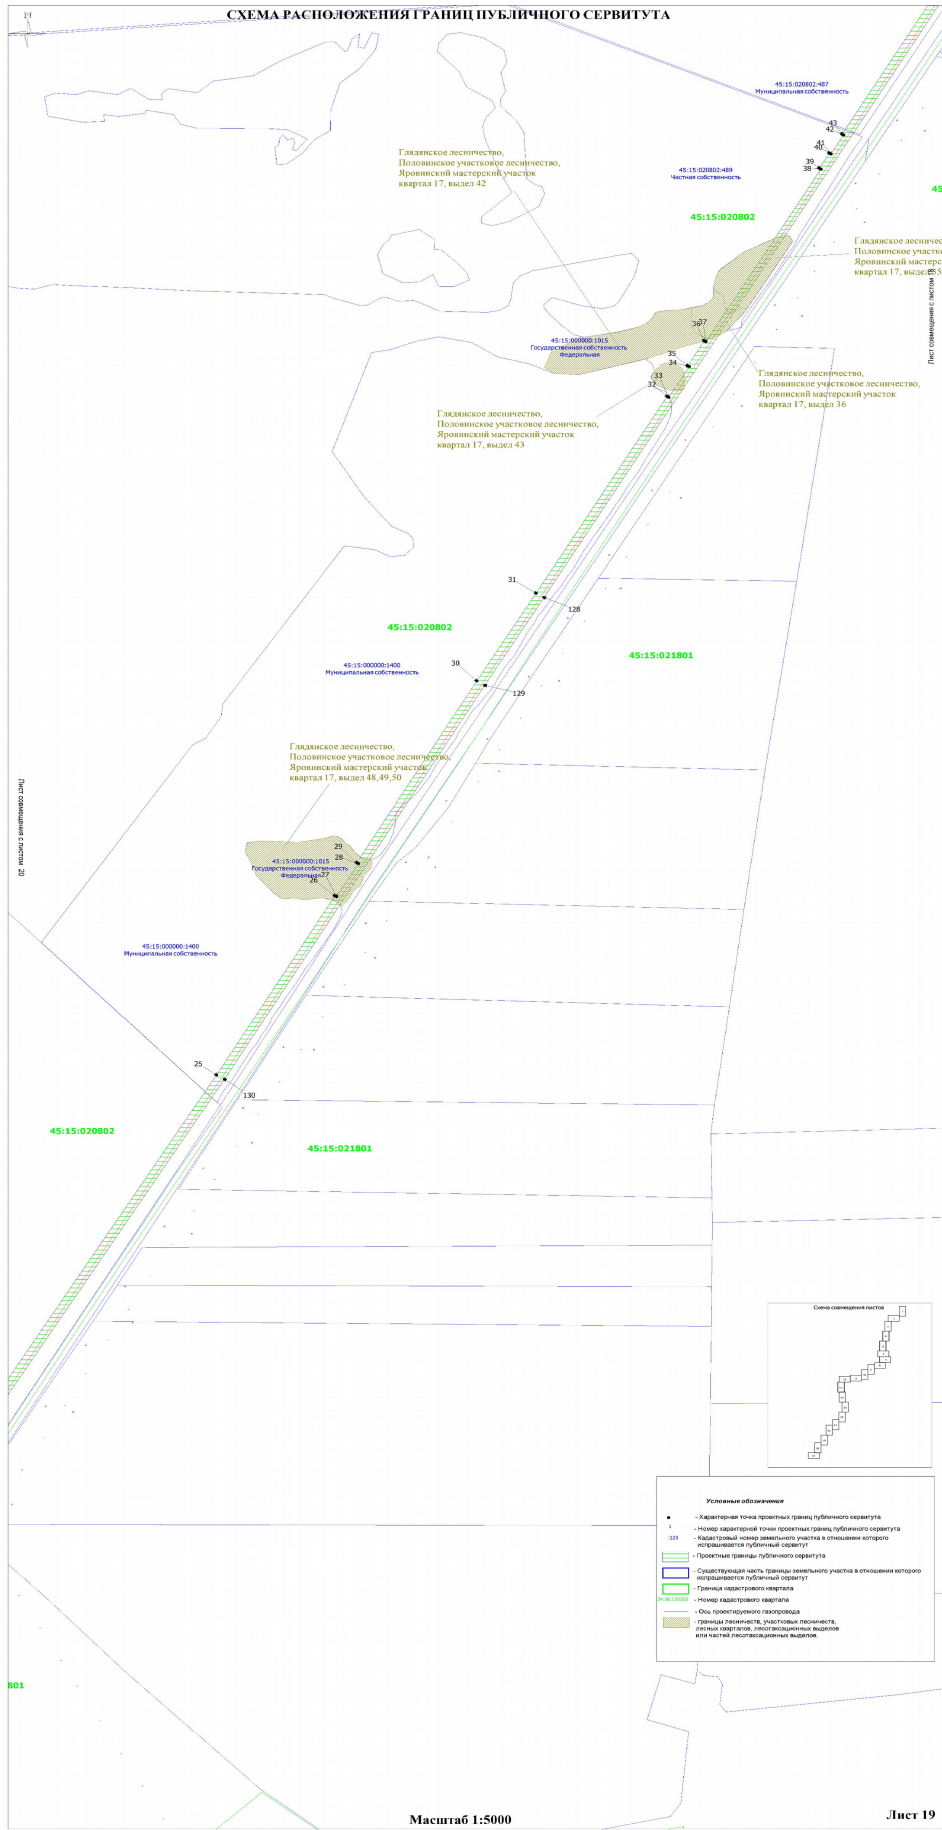 СХЕМА РАСПОЛОЖЕНИЯ ГРАНИЦ ПУБЛИЧНОГО СЕРВИТУТА
45:15:020802:487
Муниципальная собственность
43
42
41
40
39
38
Глядянское лесничество,
Половинское участковое лесничество,
Яровинский мастерский участок
квартал 17, выдел 42
45:15:020802:489
Частная собственность
45
45:15:020802
Глядянское лесничес
Половинское участк
Яровинский мастерс
квартал 17, выдел 35
Лист совмещения с листом
36
37
45:15:000000:1015
Государственная собственность
Федеральная
35
34
33
32
Глядянское лесничество,
Половинское участковое лесничество,
Яровинский мастерский участок
квартал 17, выдел 36
Глядянское лесничество,
Половинское участковое лесничество,
Яровинский мастерский участок
квартал 17, выдел 43
31
128
45:15:020802
45:15:021801
30
45:15:000000:1400
Муниципальная собственность
129
Глядянское лесничество,
Половинское участковое лесничество,
Яровинский мастерский участок
квартал 17, выдел 48,49,50
Лист совмещения с листом 20
29
28
45:15:000000:1015
Государственная собственность
Федеральная
27
26
45:15:000000:1400
Муниципальная собственность
25
130
45:15:020802
45:15:021801
Схема совмещения листов
Условные обозначения
- Характерная точка проектных границ публичного сервитута
1
- Номер характерной точки проектных границ публичного сервитута
:123
- Кадастровый номер земельного участка в отношении которого
испрашивается публичный сервитут
- Проектные границы публичного сервитута
- Существующая часть границы земельного участка в отношении которого
испрашивается публичный сервитут
- Граница кадастрового квартала
- Номер кадастрового квартала
- Ось проектируемого газопровода
- границы лесничеств, участковых лесничеств,
лесных кварталов, лесотаксационных выделов
или частей лесотаксационных выделов.
801
Масштаб 1:5000
Лист 19